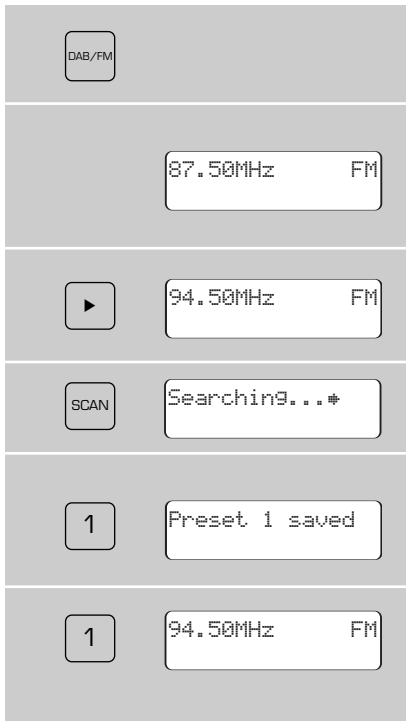 DAB/FM
87.50MHz FM
94.50MHz FM
SCAN Searching...
1 Preset 1 saved
1 94.50MHz FM